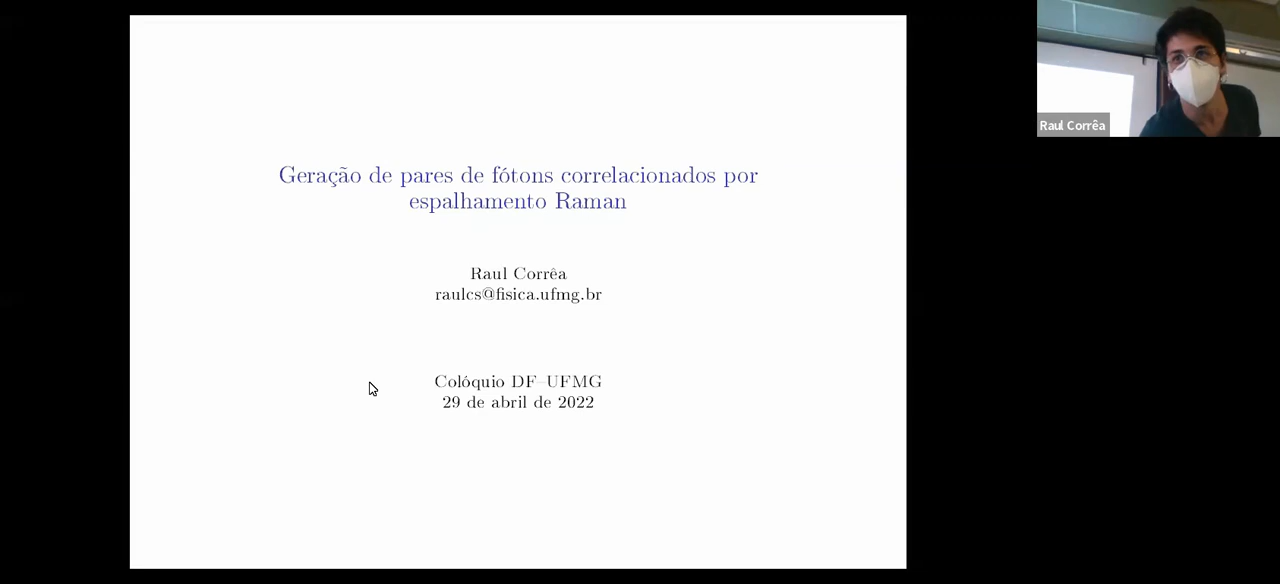 Geração de pares de fótons correlacionados por
espalhamento Raman
Raul Corrêa
raulcs@fisica.ufmg.br
Colóquio DF–UFMG
29 de abril de 2022
Raul Corrêa